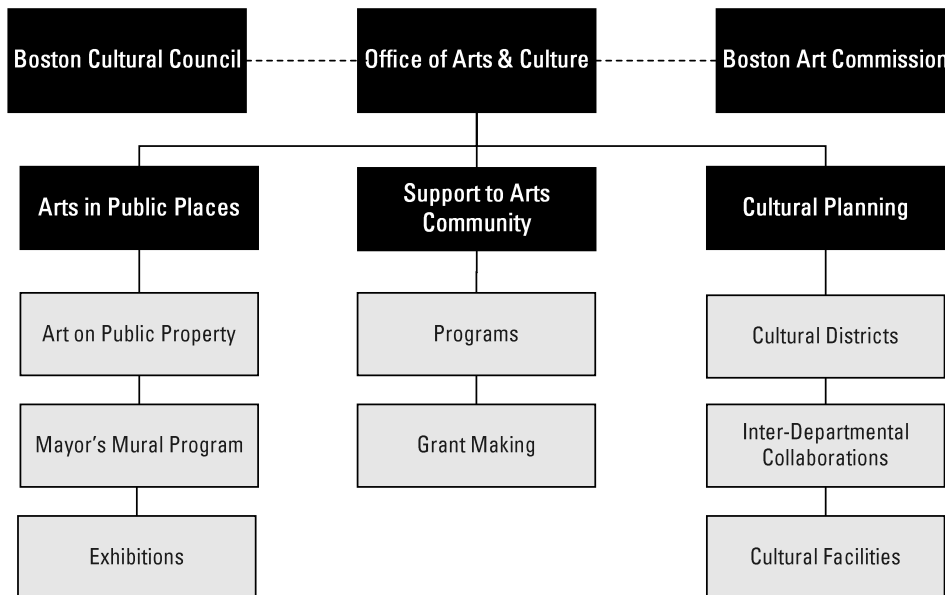 Boston Cultural Council
Office of Arts & Culture
Boston Art Commission
Arts in Public Places
Support to Arts
Community
Cultural Planning
Art on Public Property
Programs
Cultural Districts
Mayor's Mural Program
Grant Making
Inter-Departmental
Collaborations
Exhibitions
Cultural Facilities